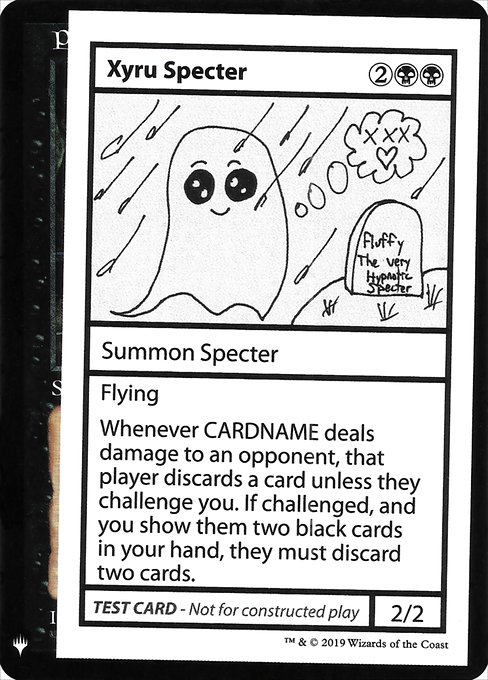 Xyru Specter 2
XXX
Fluffy
The very
Hypnotic
Specter
Summon Specter
Flying
Whenever CARDNAME deals
damage to an opponent, that
player discards a card unless they
challenge you. If challenged, and
you show them two black cards
in your hand, they must discard
two cards.
TEST CARD - Not for constructed play 2/2
™ & © 2019 Wizards of the Coast